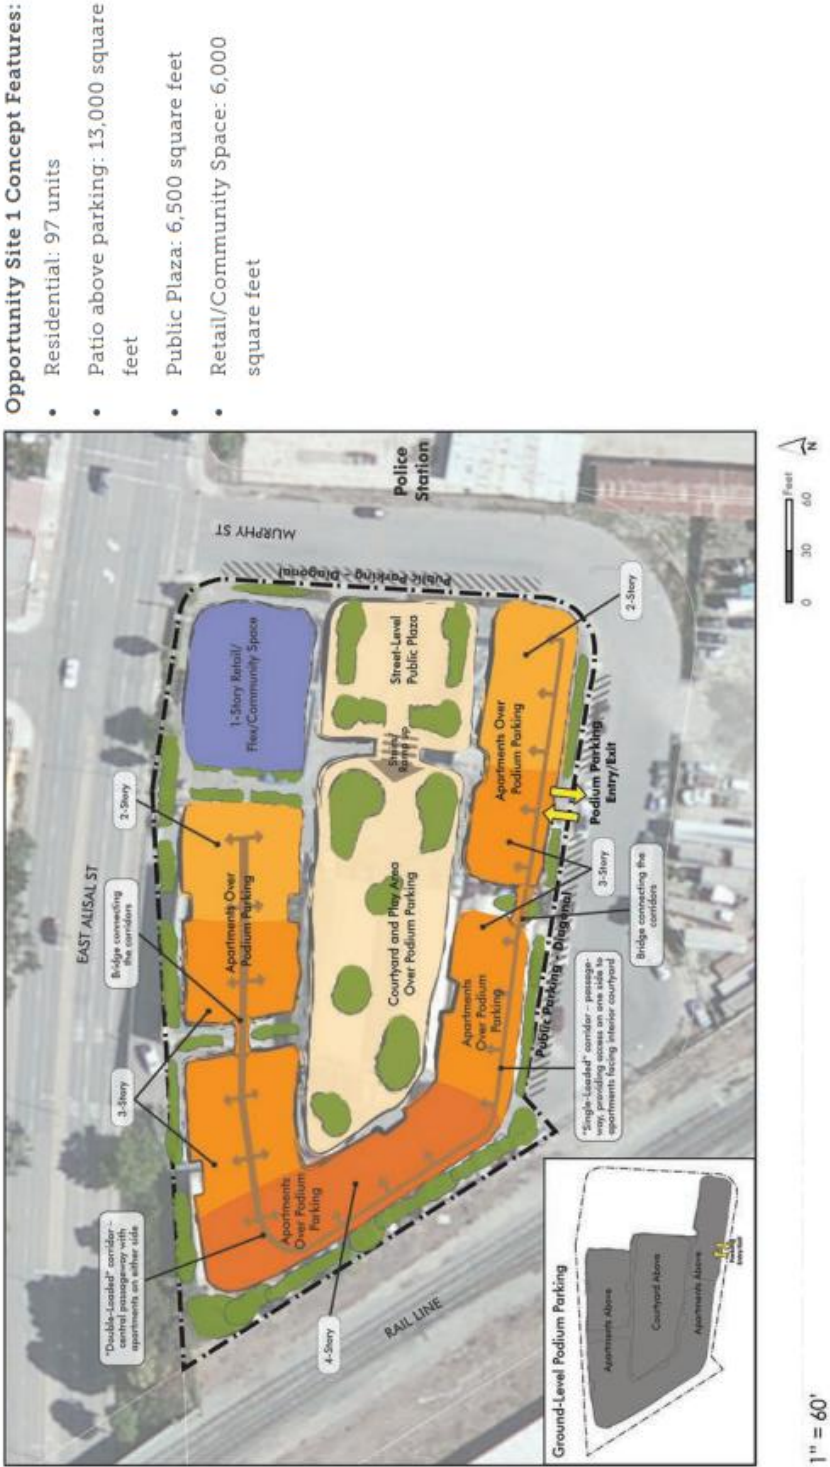 Opportunity Site 1 Concept Features:
• Residential: 97 units
• Patio above parking: 13,000 square
feet
• Public Plaza: 6,500 square feet
• Retail/Community Space: 6,000
square feet
"Double-Loaded" corridor –
central passageway with
apartments on either side
3-Story
Bridge connecting
the corridors
2-Story
EAST ALISAL ST
MURPHY ST
Police
Station
Public Parking - Diagonal
1-Story Retail/
Flex/Community Space
Apartments Over
Podium Parking
Street-Level
Public Plaza
Courtyard and Play Area
Over Podium Parking
Apartments
Over Podium
Parking
Apartments
Over Podium
Parking
Apartments Over
Podium Parking
4-Story
RAIL LINE
"Single-Loaded" corridor – passage-
way, providing access on one side to
apartments facing interior courtyard
Public Parking - Diagonal
Bridge connecting the
corridors
3-Story
Podium Parking
Entry/Exit
2-Story
Ground-Level Podium Parking
Apartments Above
Courtyard Above
Apartments Above
1" = 60'
0 30 60
Feet
N